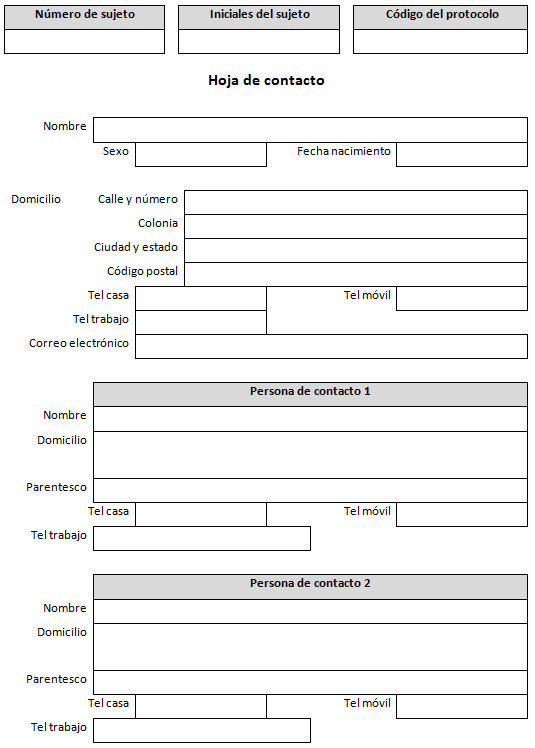 Número de sujeto Iniciales del sujeto Código del protocolo
Hoja de contacto
Nombre
Sexo Fecha nacimiento
Domicilio Calle y número
Colonia
Ciudad y estado
Código postal
Tel casa Tel móvil
Tel trabajo
Correo electrónico
Persona de contacto 1
Nombre
Domicilio
Parentesco
Tel casa Tel móvil
Tel trabajo
Persona de contacto 2
Nombre
Domicilio
Parentesco
Tel casa Tel móvil
Tel trabajo